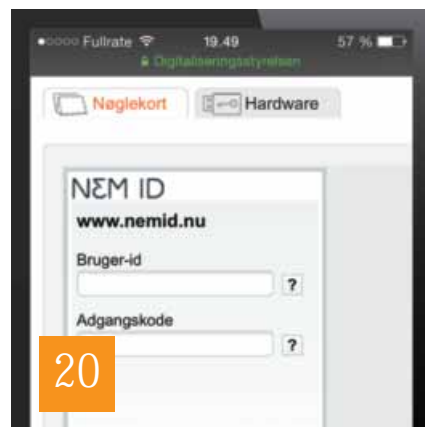 Fullrate 19.49 57 %
Digitaliseringsstyrelsen
Nøglekort Hardware
NEM ID
www.nemid.nu
Bruger-id
?
Adgangskode
?
20